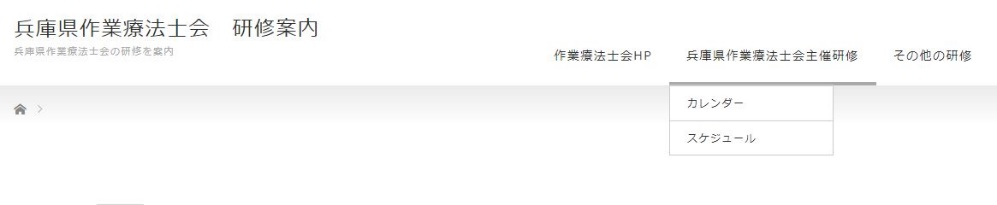 兵庫県作業療法士会　研修案内
兵庫県作業療法士会の研修を案内
作業療法士会HP　兵庫県作業療法士会主催研修　その他の研修
カレンダー
スケジュール